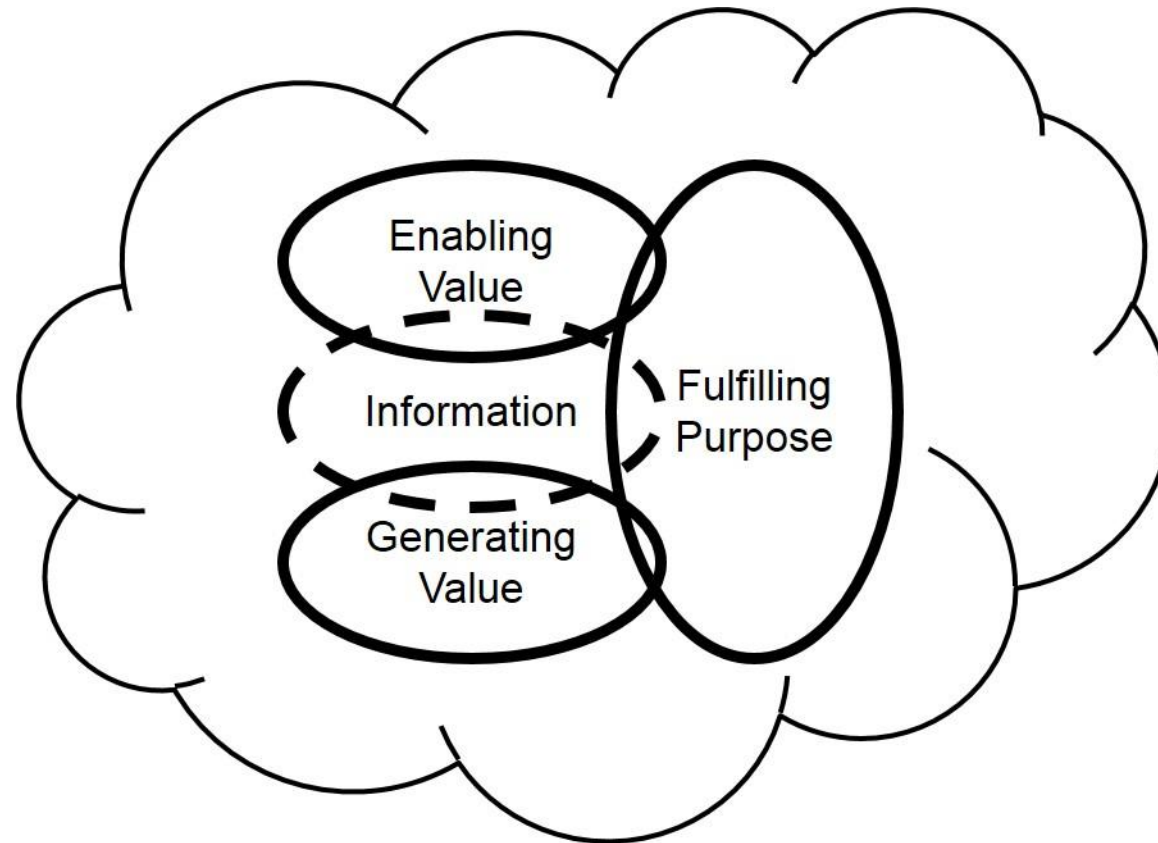 Enabling
Value
Information
Fulfilling
Purpose
Generating
Value